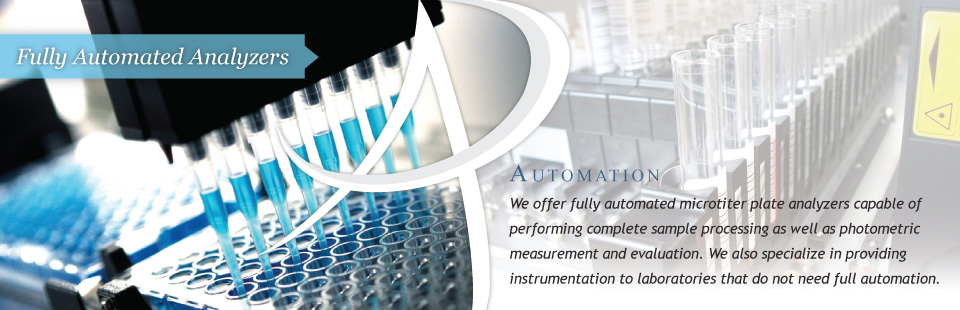 Fully Automated Analyzers
AUTOMATION
We offer fully automated microtiter plate analyzers capable of
performing complete sample processing as well as photometric
measurement and evaluation. We also specialize in providing
instrumentation to laboratories that do not need full automation.